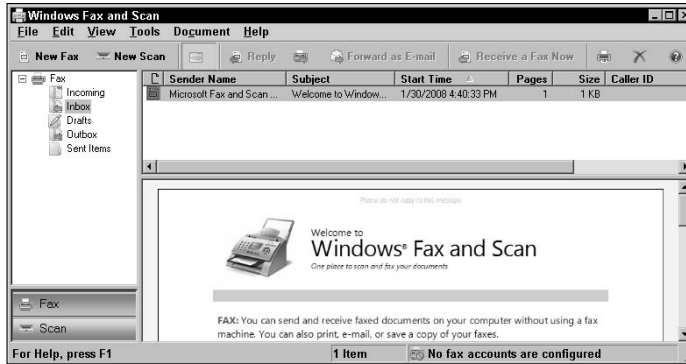 Windows Fax and Scan
File Edit View Tools Document Help
New Fax New Scan Reply Forward as E-mail Receive a Fax Now
Fax
Incoming
Inbox
Drafts
Outbox
Sent Items
Sender Name Subject Start Time Pages Size Caller ID
Microsoft Fax and Scan ... Welcome to Window... 1/30/2008 4:40:33 PM 1 1 KB
Please do not reply to this message.
Welcome to
Windows® Fax and Scan
One place to scan and fax your documents
FAX: You can send and receive faxed documents on your computer without using a fax
machine. You can also print, e-mail, or save a copy of your faxes.
Fax
Scan
For Help, press F1 1 Item No fax accounts are configured